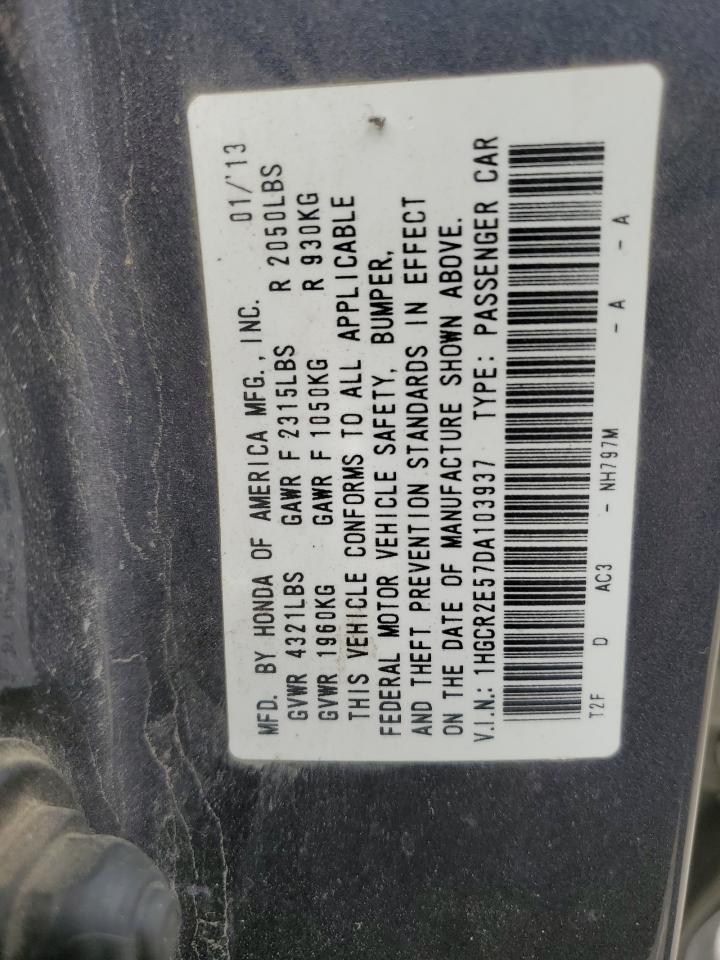 MFD. BY HONDA OF AMERICA MFG., INC. 01/'13
GVWR 4321LBS GAWR F 2315LBS R 2050LBS
GVWR 1960KG GAWR F 1050KG R 930KG
THIS VEHICLE CONFORMS TO ALL APPLICABLE
FEDERAL MOTOR VEHICLE SAFETY, BUMPER,
AND THEFT PREVENTION STANDARDS IN EFFECT
ON THE DATE OF MANUFACTURE SHOWN ABOVE.
V.I.N.: 1HGCR2E57DA103937 TYPE: PASSENGER CAR
T2F D AC3 - NH797M - A - A